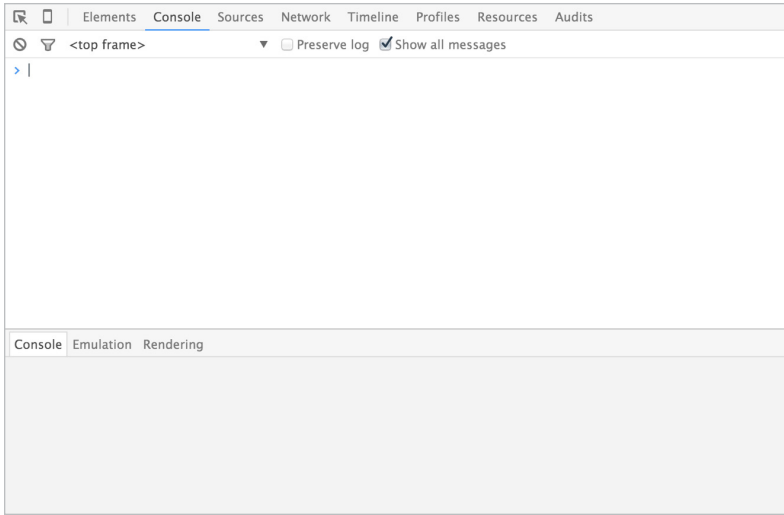 Elements Console Sources Network Timeline Profiles Resources Audits
<top frame> ▼ Preserve log Show all messages
>
Console Emulation Rendering